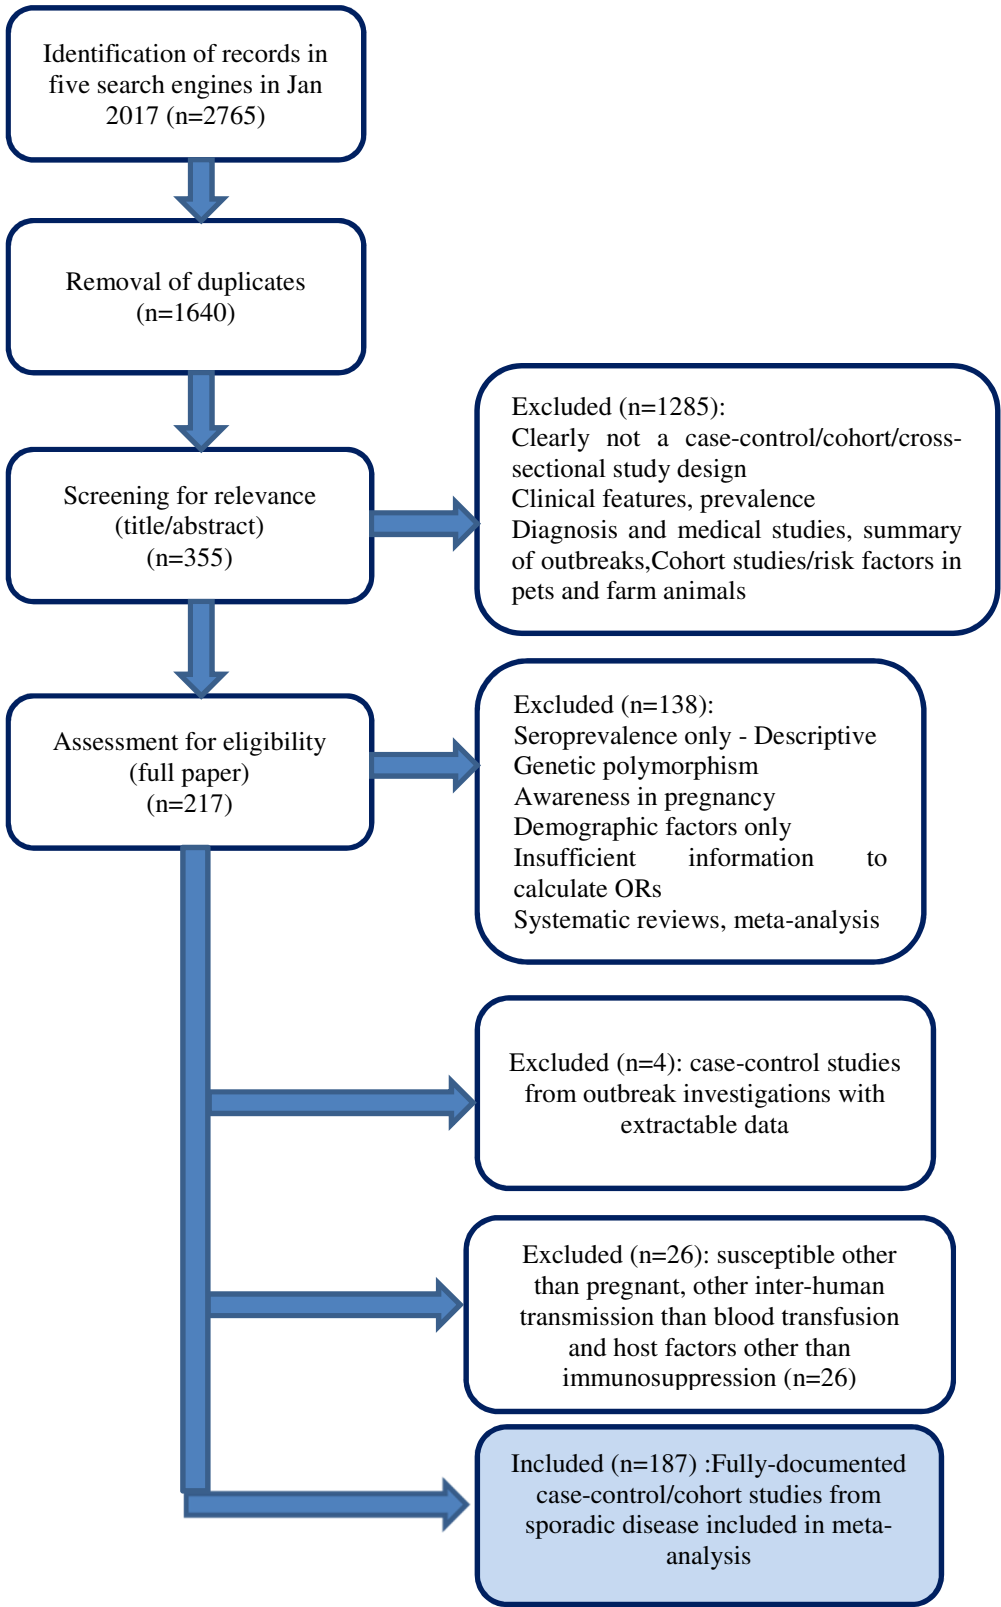 Identification of records in
five search engines in Jan
2017 (n=2765)
Removal of duplicates
(n=1640)
Screening for relevance
(title/abstract)
(n=355)
Excluded (n=1285):
Clearly not a case-control/cohort/cross-
sectional study design
Clinical features, prevalence
Diagnosis and medical studies, summary
of outbreaks,Cohort studies/risk factors in
pets and farm animals
Assessment for eligibility
(full paper)
(n=217)
Excluded (n=138):
Seroprevalence only - Descriptive
Genetic polymorphism
Awareness in pregnancy
Demographic factors only
Insufficient information to
calculate ORs
Systematic reviews, meta-analysis
Excluded (n=4): case-control studies
from outbreak investigations with
extractable data
Excluded (n=26): susceptible other
than pregnant, other inter-human
transmission than blood transfusion
and host factors other than
immunosuppression (n=26)
Included (n=187) :Fully-documented
case-control/cohort studies from
sporadic disease included in meta-
analysis